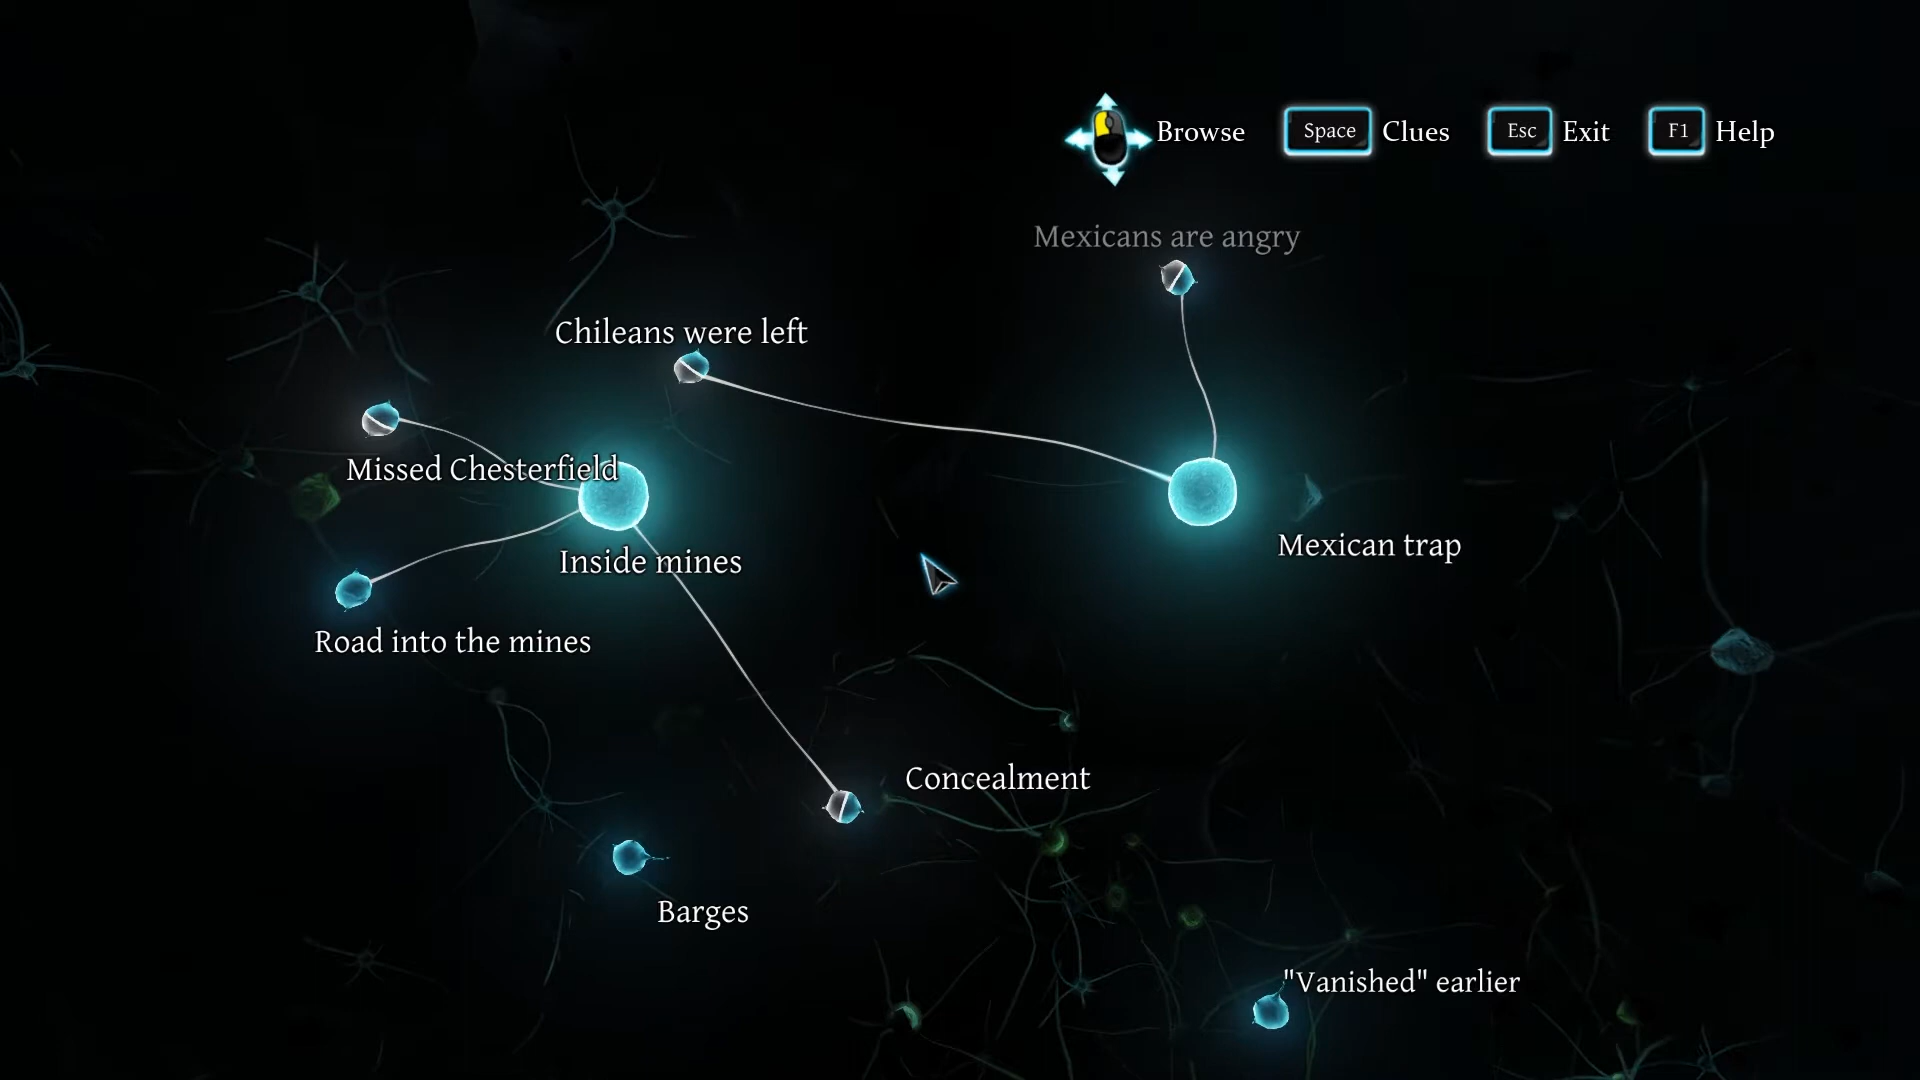 Browse
Space
Clues
Esc
Exit
F1
Help
Mexicans are angry
Chileans were left
Missed Chesterfield
Inside mines
Mexican trap
Road into the mines
Concealment
Barges
"Vanished" earlier